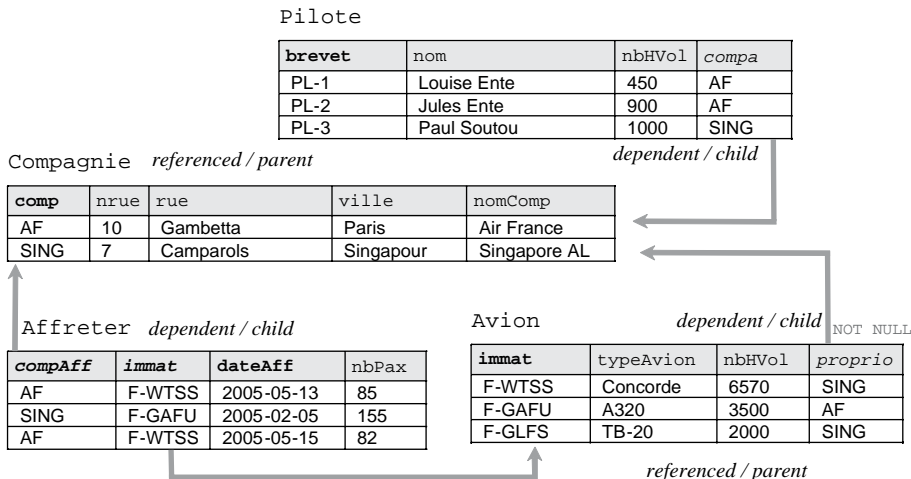 Pilote
brevet nom nbHVol compa
PL-1 Louise Ente 450 AF
PL-2 Jules Ente 900 AF
PL-3 Paul Soutou 1000 SING
dependent / child
Compagnie referenced / parent
comp nrue rue ville nomComp
AF 10 Gambetta Paris Air France
SING 7 Camparols Singapour Singapore AL
Affreter dependent / child
compAff immat dateAff nbPax
AF F-WTSS 2005-05-13 85
SING F-GAFU 2005-02-05 155
AF F-WTSS 2005-05-15 82
Avion dependent / child NOT NULL
immat typeAvion nbHVol proprio
F-WTSS Concorde 6570 SING
F-GAFU A320 3500 AF
F-GLFS TB-20 2000 SING
referenced / parent